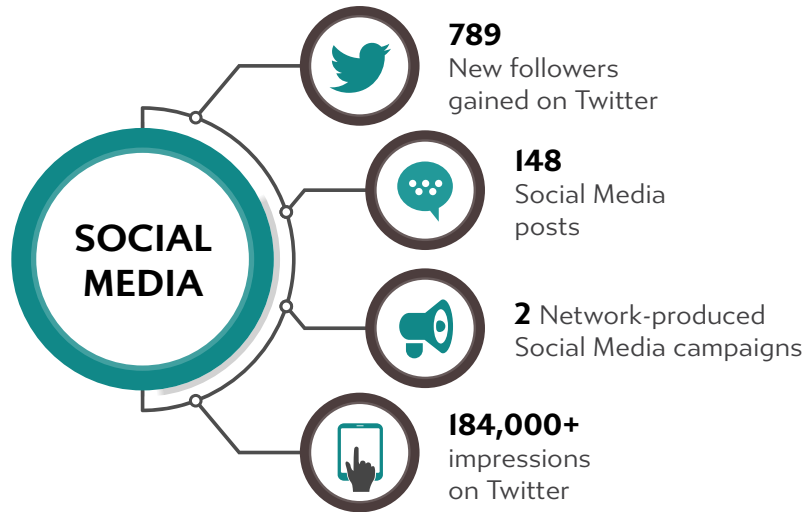 SOCIAL
MEDIA
789
New followers
gained on Twitter
148
Social Media
posts
2 Network-produced
Social Media campaigns
184,000+
impressions
on Twitter